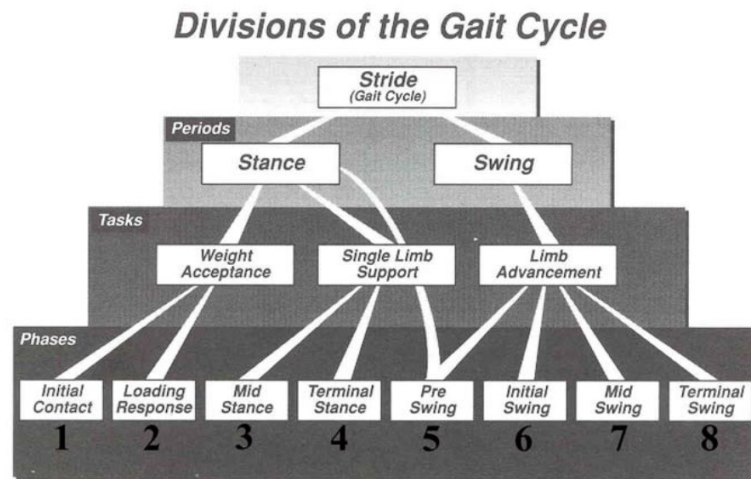 Divisions of the Gait Cycle
Stride
(Gait Cycle)
Periods
Stance
Swing
Tasks
Weight
Acceptance
Single Limb
Support
Limb
Advancement
Phases
Initial
Contact
Loading
Response
Mid
Stance
Terminal
Stance
Pre
Swing
Initial
Swing
Mid
Swing
Terminal
Swing
1 2 3 4 5 6 7 8